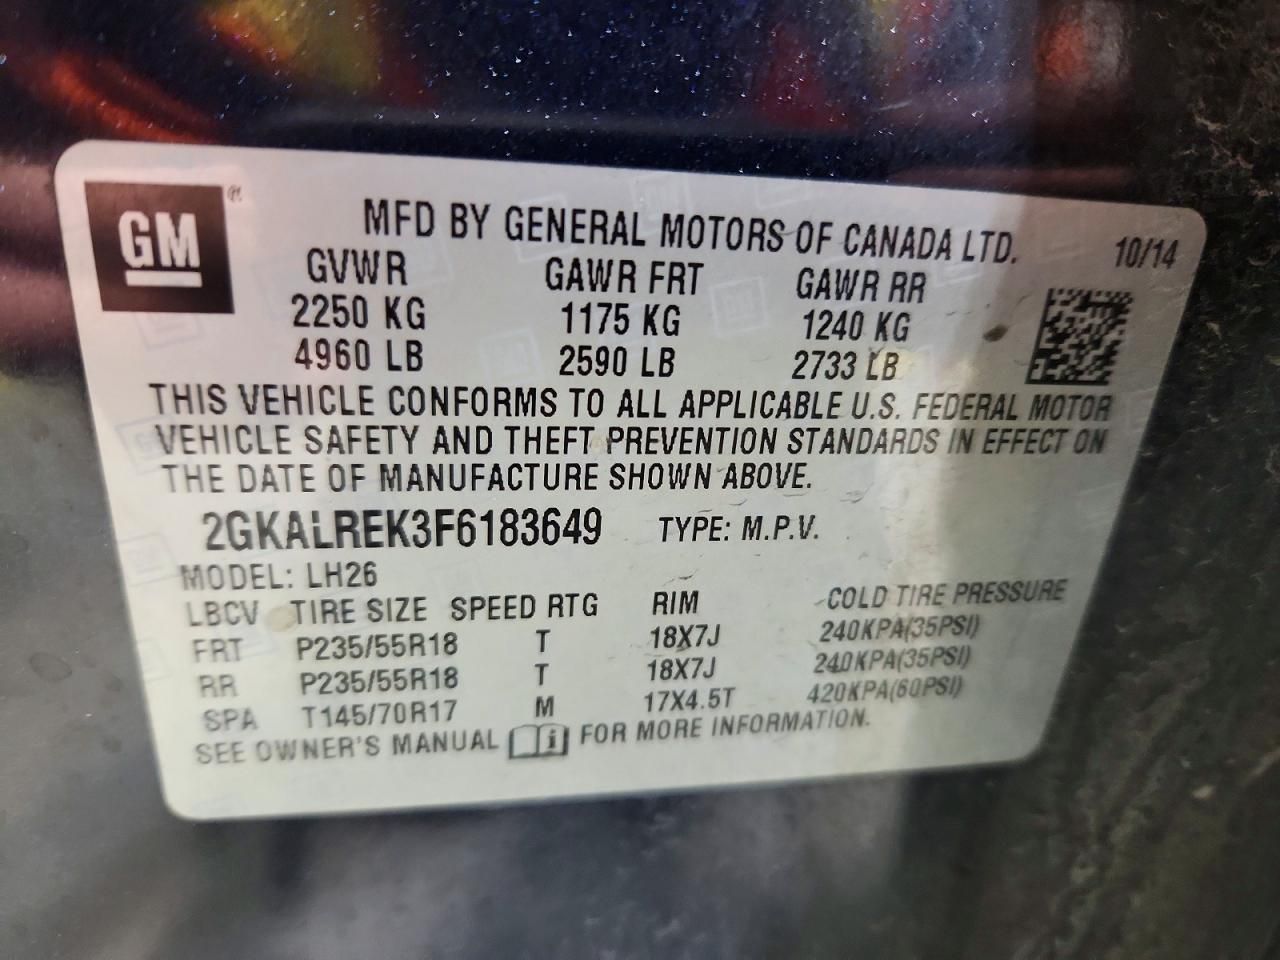 GM ®
MFD BY GENERAL MOTORS OF CANADA LTD.
10/14
GVWR GAWR FRT GAWR RR
2250 KG 1175 KG 1240 KG
4960 LB 2590 LB 2733 LB
THIS VEHICLE CONFORMS TO ALL APPLICABLE U.S. FEDERAL MOTOR
VEHICLE SAFETY AND THEFT PREVENTION STANDARDS IN EFFECT ON
THE DATE OF MANUFACTURE SHOWN ABOVE.
2GKALREK3F6183649 TYPE: M.P.V.
MODEL: LH26
LBCV TIRE SIZE SPEED RTG RIM COLD TIRE PRESSURE
FRT P235/55R18 T 18X7J 240KPA(35PSI)
RR P235/55R18 T 18X7J 240KPA(35PSI)
SPA T145/70R17 M 17X4.5T 420KPA(60PSI)
SEE OWNER'S MANUAL i FOR MORE INFORMATION.